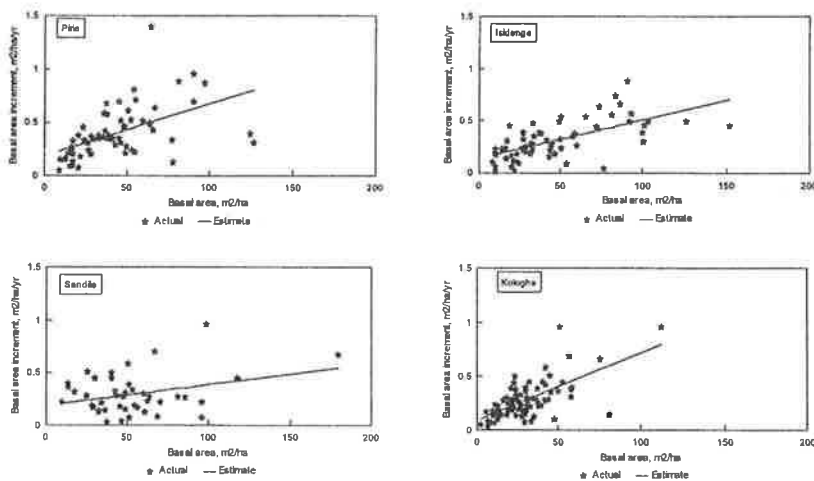 Pirie
Basal area increment, m2/ha/yr
1.5
1
0.5
0
0 50 100 150 200
Basal area, m2/ha
★ Actual — Estimate
Isidenge
Basal area increment, m2/ha/yr
1.5
1
0.5
0
0 50 100 150 200
Basal area, m2/ha
★ Actual — Estimate
Sandile
Basal area increment, m2/ha/yr
1.5
1
0.5
0
0 50 100 150 200
Basal area, m2/ha
★ Actual — Estimate
Kologha
Basal area increment, m2/ha/yr
1.5
1
0.5
0
0 50 100 150 200
Basal area, m2/ha
★ Actual — Estimate